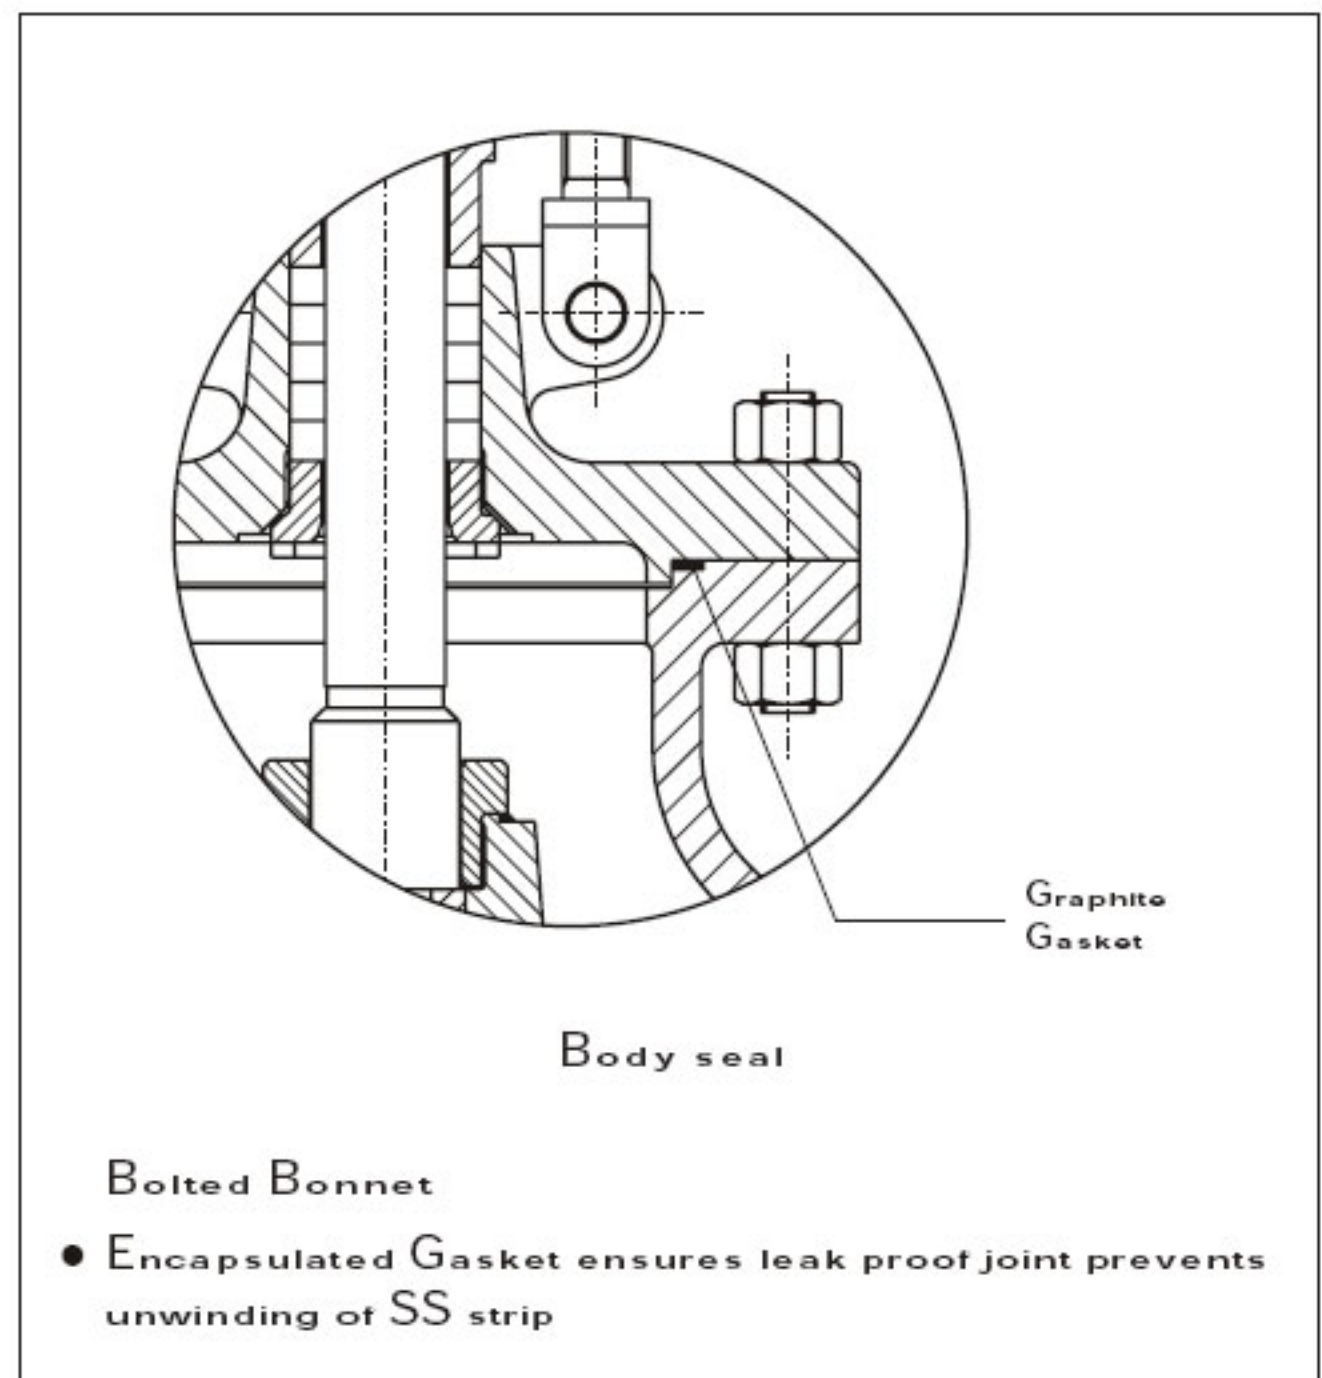 Graphite
Gasket
Body seal
Bolted Bonnet
● Encapsulated Gasket ensures leak proof joint prevents
unwinding of SS strip